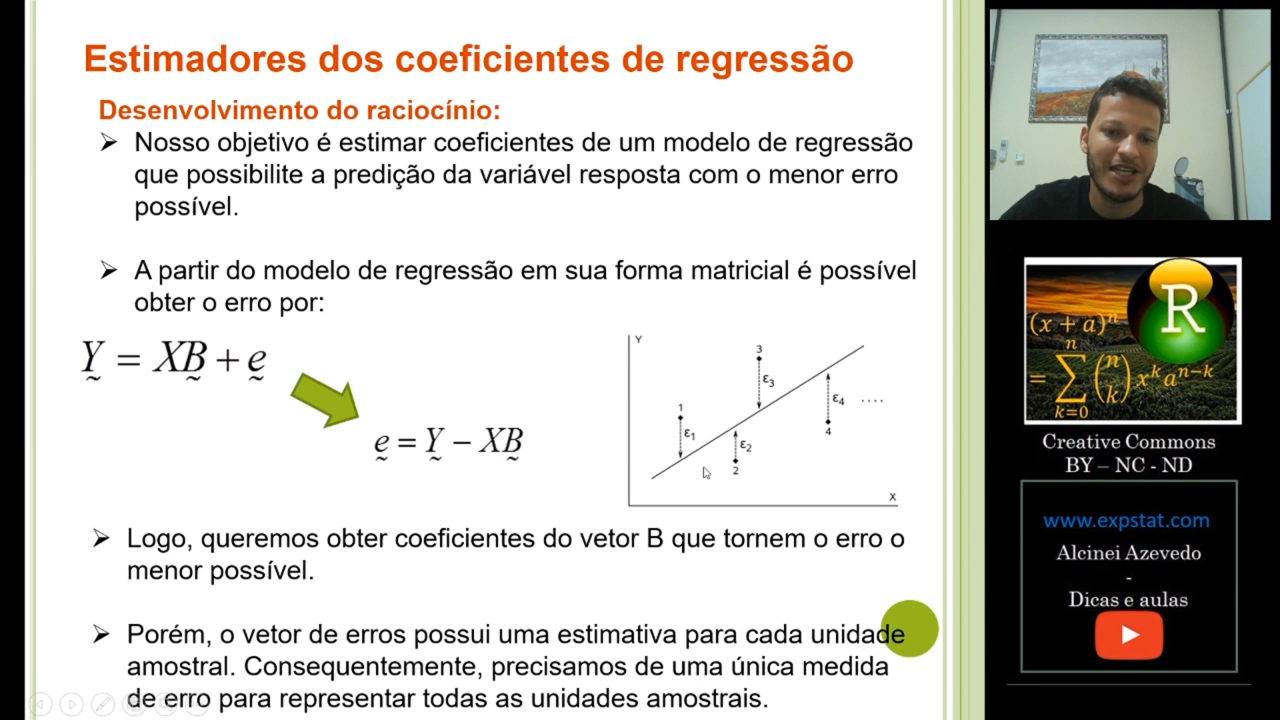 Estimadores dos coeficientes de regressão
Desenvolvimento do raciocínio:
➢ Nosso objetivo é estimar coeficientes de um modelo de regressão
que possibilite a predição da variável resposta com o menor erro
possível.
➢ A partir do modelo de regressão em sua forma matricial é possível
obter o erro por:
Y = XB + e
e = Y − XB
Y
3
ε3
1
ε1
ε2
2
ε4
4
....
X
➢ Logo, queremos obter coeficientes do vetor B que tornem o erro o
menor possível.
➢ Porém, o vetor de erros possui uma estimativa para cada unidade
amostral. Consequentemente, precisamos de uma única medida
de erro para representar todas as unidades amostrais.
R
(x + a)^n
= ∑_{k=0}^{n} (n k) x^k a^{n−k}
Creative Commons
BY – NC - ND
www.expstat.com
Alcinei Azevedo
-
Dicas e aulas